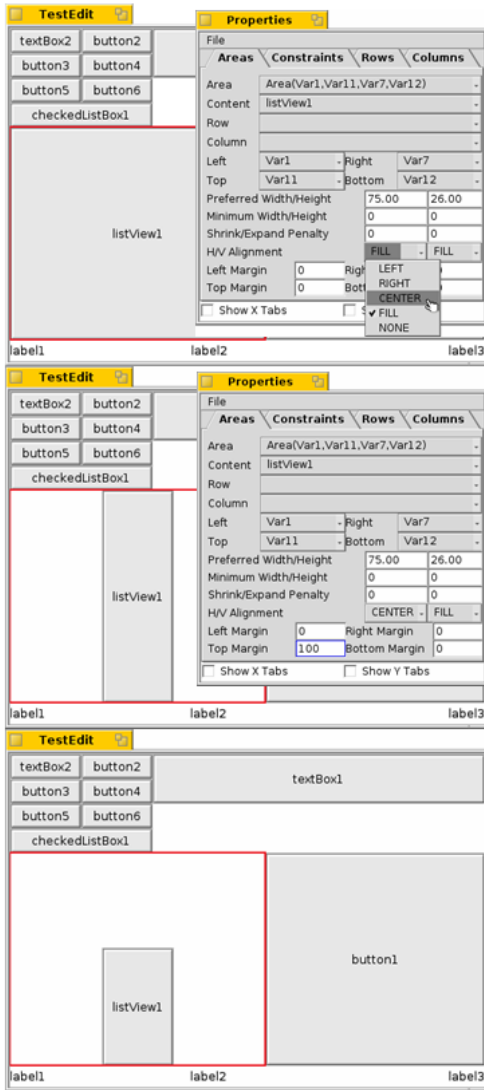 TestEdit
Properties
textBox2 button2
File
button3 button4
Areas Constraints Rows Columns
button5 button6
Area Area(Var1,Var11,Var7,Var12)
checkedListBox1
Content listView1
Row
Column
Left Var1 Right Var7
Top Var11 Bottom Var12
Preferred Width/Height 75.00 26.00
Minimum Width/Height 0 0
listView1
Shrink/Expand Penalty 0 0
H/V Alignment FILL FILL
LEFT
Left Margin 0
RIGHT
Top Margin 0
CENTER
Show X Tabs
FILL
NONE
label1 label2 label3
TestEdit
Properties
textBox2 button2
File
button3 button4
Areas Constraints Rows Columns
button5 button6
Area Area(Var1,Var11,Var7,Var12)
checkedListBox1
Content listView1
Row
Column
Left Var1 Right Var7
Top Var11 Bottom Var12
Preferred Width/Height 75.00 26.00
Minimum Width/Height 0 0
listView1
Shrink/Expand Penalty 0 0
H/V Alignment CENTER FILL
Left Margin 0 Right Margin 0
Top Margin 100 Bottom Margin 0
Show X Tabs Show Y Tabs
label1 label2 label3
TestEdit
textBox2 button2
textBox1
button3 button4
button5 button6
checkedListBox1
button1
listView1
label1 label2 label3